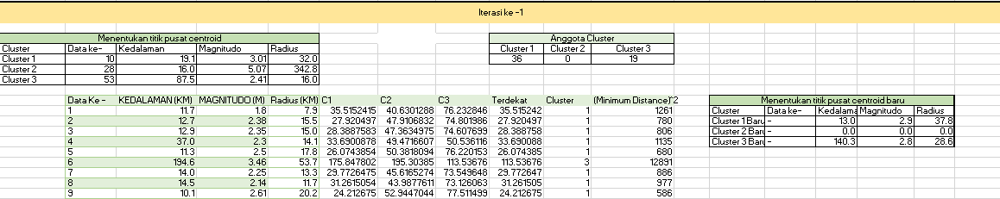 Iterasi ke -1
Menentukan titik pusat centroid
Cluster Data ke- Kedalaman Magnitudo Radius
Cluster 1 10 19.1 3.01 32.0
Cluster 2 28 16.0 5.07 342.8
Cluster 3 53 87.5 2.41 16.0
Anggota Cluster
Cluster 1 Cluster 2 Cluster 3
36 0 19
Data Ke - KEDALAMAN (KM) MAGNITUDO (M) Radius (KM) C1 C2 C3 Terdekat Cluster (Minimum Distance)^2
1 11.7 1.8 7.9 35.5152415 40.6301288 76.232846 35.515242 1 1261
2 12.7 2.38 15.5 27.920497 47.9106832 74.801986 27.920497 1 780
3 12.9 2.35 15.0 28.3887583 47.3634975 74.607699 28.388758 1 806
4 37.0 2.3 14.1 33.6900878 49.4716607 50.536116 33.690088 1 1135
5 11.3 2.5 17.8 26.0743854 50.3818094 76.220153 26.074385 1 680
6 194.6 3.46 53.7 175.847802 195.30385 113.53676 113.53676 3 12891
7 14.0 2.25 13.3 29.7726475 45.6165274 73.549648 29.772647 1 886
8 14.5 2.14 11.7 31.2615054 43.9877611 73.126063 31.261505 1 977
9 10.1 2.61 20.2 24.212675 52.9447044 77.511499 24.212675 1 586
Menentukan titik pusat centroid baru
Cluster Data ke- Kedalama Magnitudo Radius
Cluster 1 Baru - 13.0 2.9 37.8
Cluster 2 Baru - 0.0 0.0 0.0
Cluster 3 Baru - 140.3 2.8 28.6